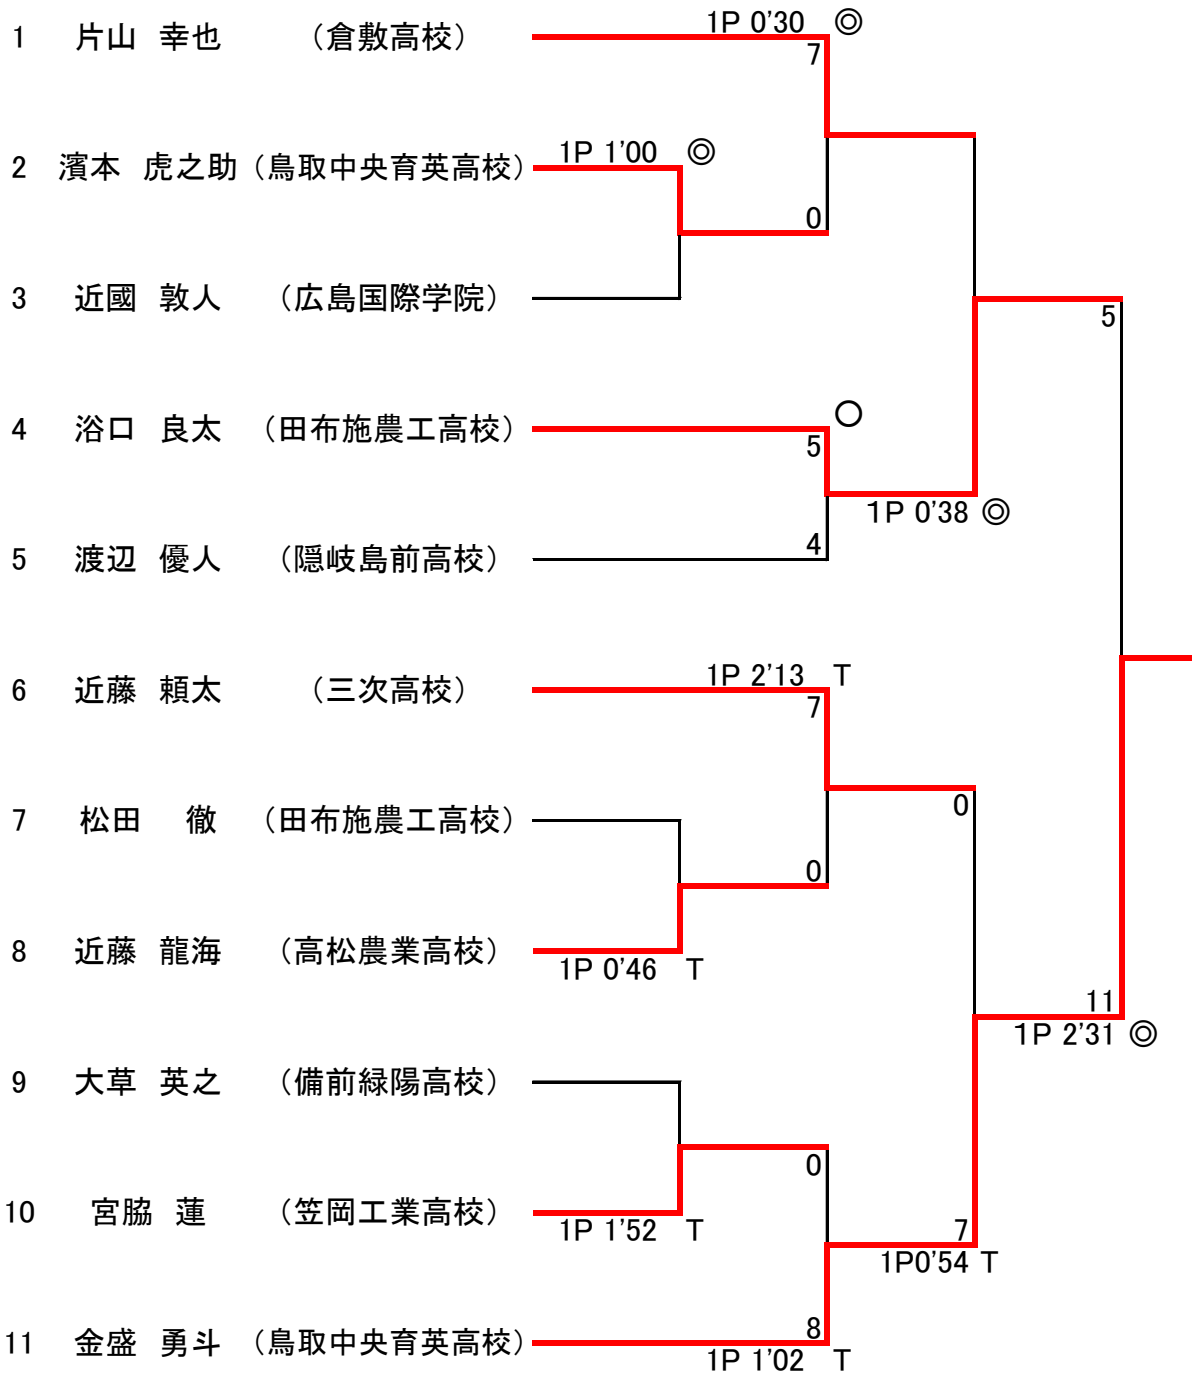 1P 0'30 ◎
1 片山 幸也 (倉敷高校)
7
1P 1'00 ◎
2 濱本 虎之助 (鳥取中央育英高校)
0
3 近國 敦人 (広島国際学院)
5
○
4 浴口 良太 (田布施農工高校)
5
1P 0'38 ◎
4
5 渡辺 優人 (隠岐島前高校)
1P 2'13 T
6 近藤 頼太 (三次高校)
7
0
7 松田 徹 (田布施農工高校)
0
8 近藤 龍海 (高松農業高校)
1P 0'46 T
11
1P 2'31 ◎
9 大草 英之 (備前緑陽高校)
0
10 宮脇 蓮 (笠岡工業高校)
1P 1'52 T
7
1P0'54 T
8
11 金盛 勇斗 (鳥取中央育英高校)
1P 1'02 T